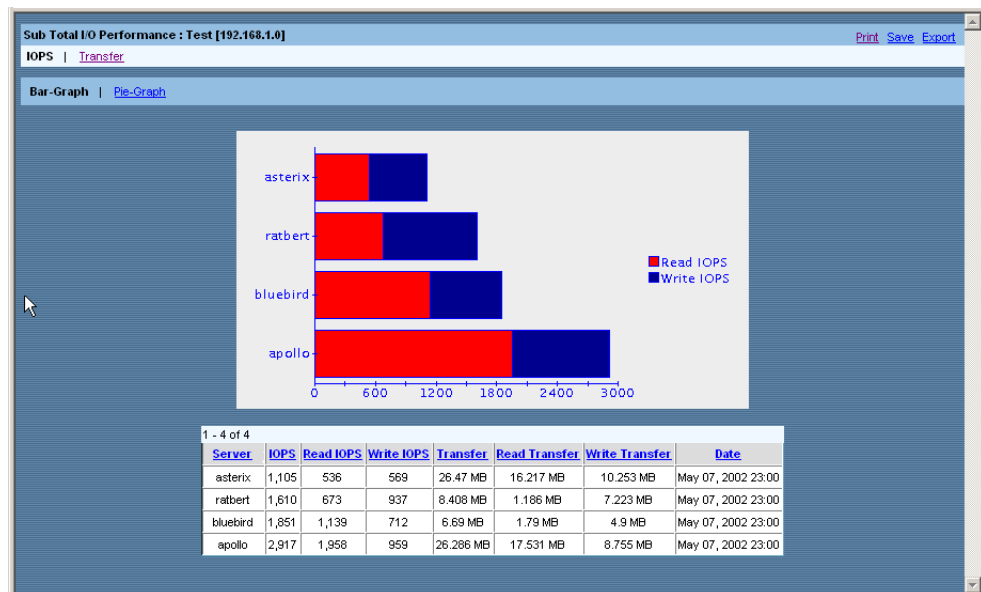 Sub Total I/O Performance : Test [192.168.1.0] Print Save Export
IOPS | Transfer
Bar-Graph | Pie-Graph
asterix
ratbert
bluebird
apollo
Read IOPS
Write IOPS
0 600 1200 1800 2400 3000
1 - 4 of 4
Server IOPS Read IOPS Write IOPS Transfer Read Transfer Write Transfer Date
asterix 1,105 536 569 26.47 MB 16.217 MB 10.253 MB May 07, 2002 23:00
ratbert 1,610 673 937 8.408 MB 1.186 MB 7.223 MB May 07, 2002 23:00
bluebird 1,851 1,139 712 6.69 MB 1.79 MB 4.9 MB May 07, 2002 23:00
apollo 2,917 1,958 959 26.286 MB 17.531 MB 8.755 MB May 07, 2002 23:00